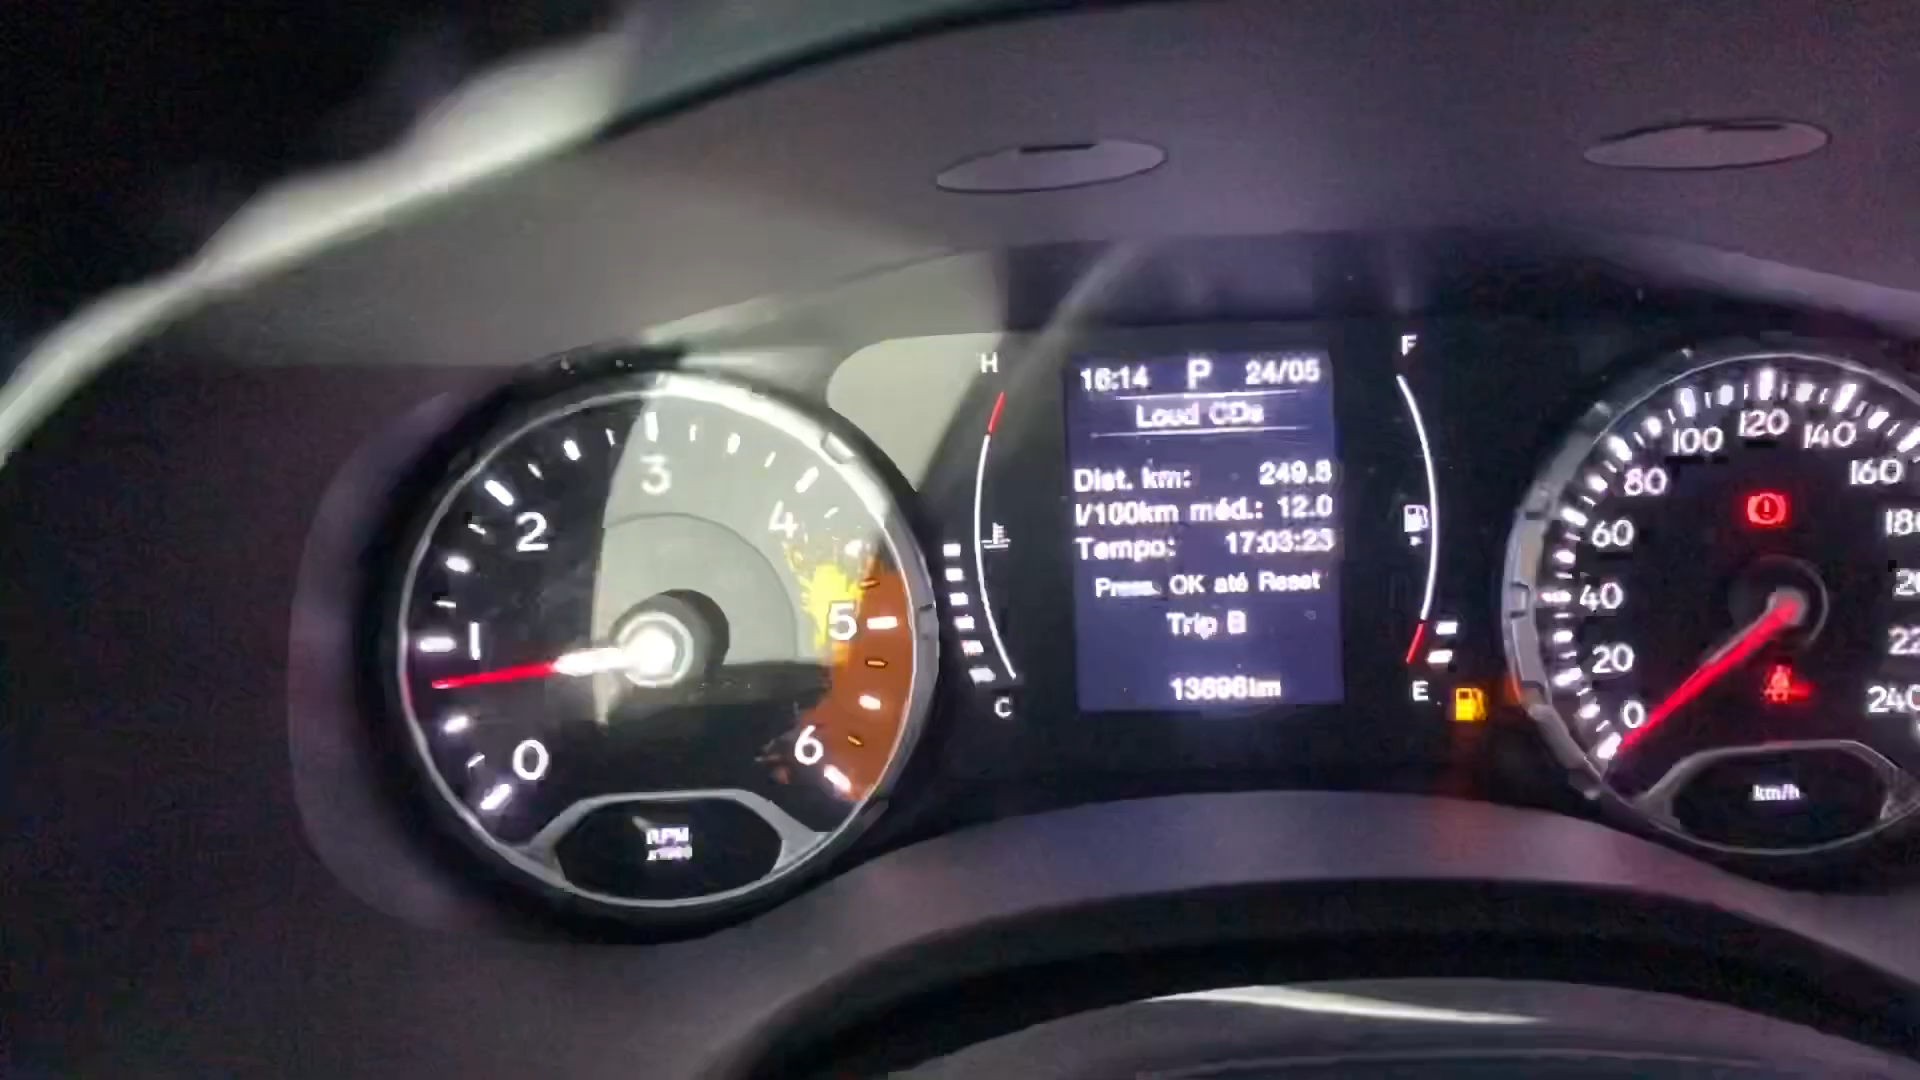 H
F
16:14 P 24/05
Loud CDs
Dist. km: 249.8
l/100km méd.: 12.0
Tempo: 17:03:23
Press. OK até Reset
Trip B
C
E
0
1
2
3
4
5
6
RPM
0
20
40
60
80
100
120
140
160
240
km/h